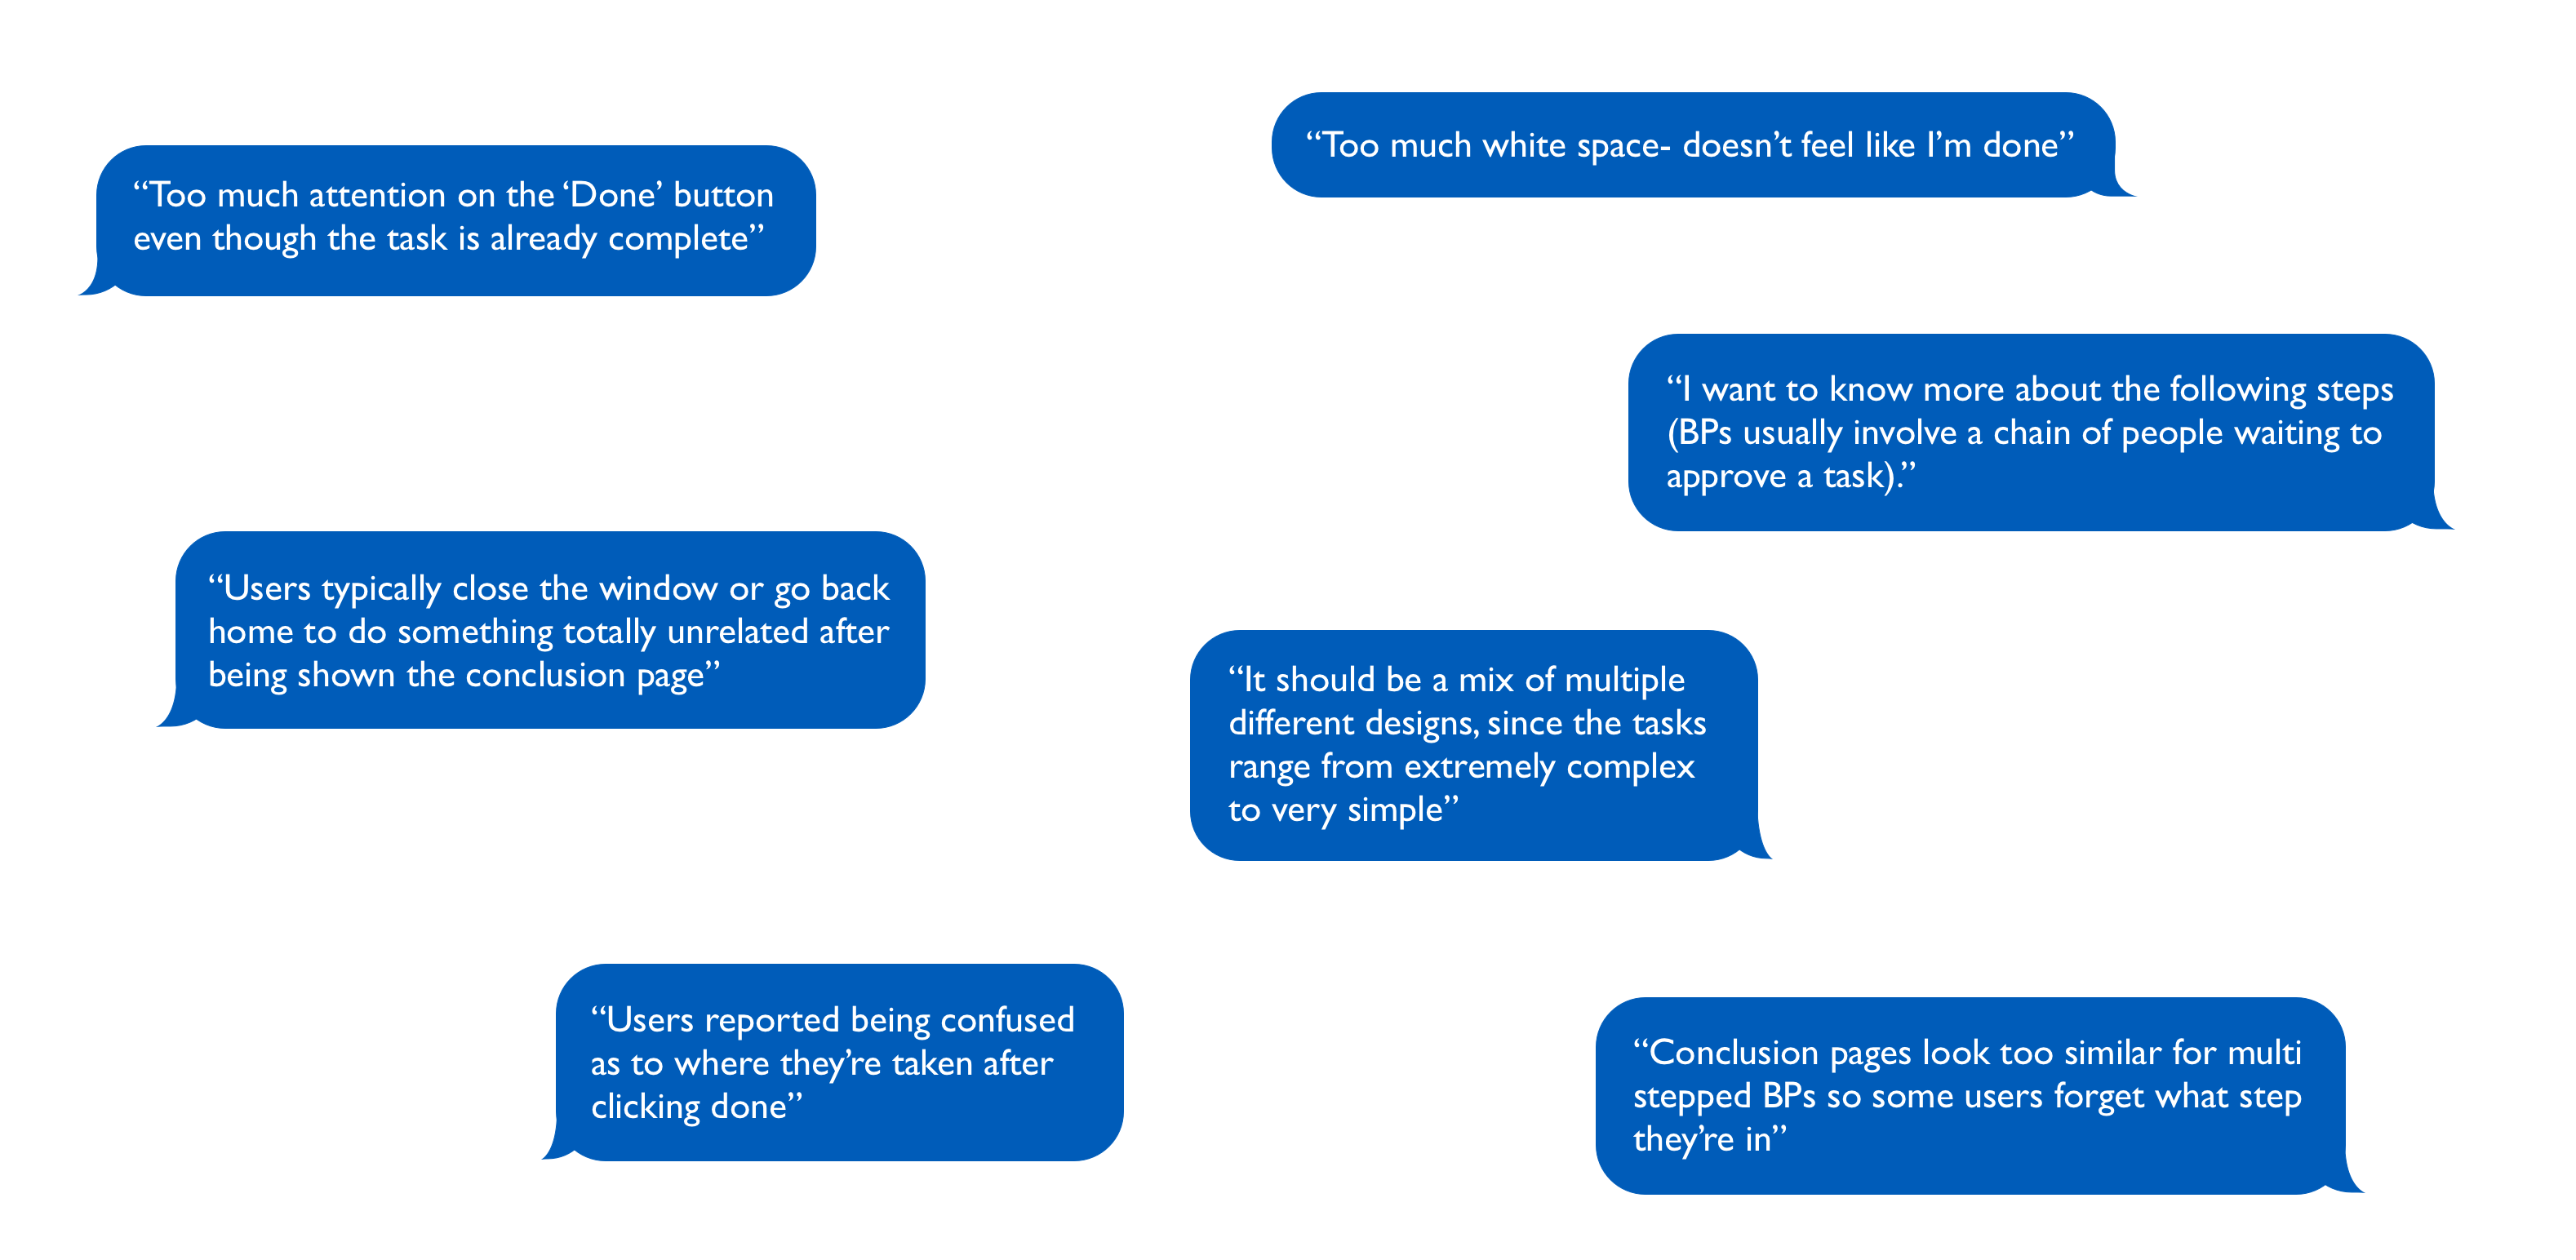 “Too much white space- doesn’t feel like I’m done”
“Too much attention on the ‘Done’ button
even though the task is already complete”
“I want to know more about the following steps
(BPs usually involve a chain of people waiting to
approve a task).”
“Users typically close the window or go back
home to do something totally unrelated after
being shown the conclusion page”
“It should be a mix of multiple
different designs, since the tasks
range from extremely complex
to very simple”
“Users reported being confused
as to where they’re taken after
clicking done”
“Conclusion pages look too similar for multi
stepped BPs so some users forget what step
they’re in”